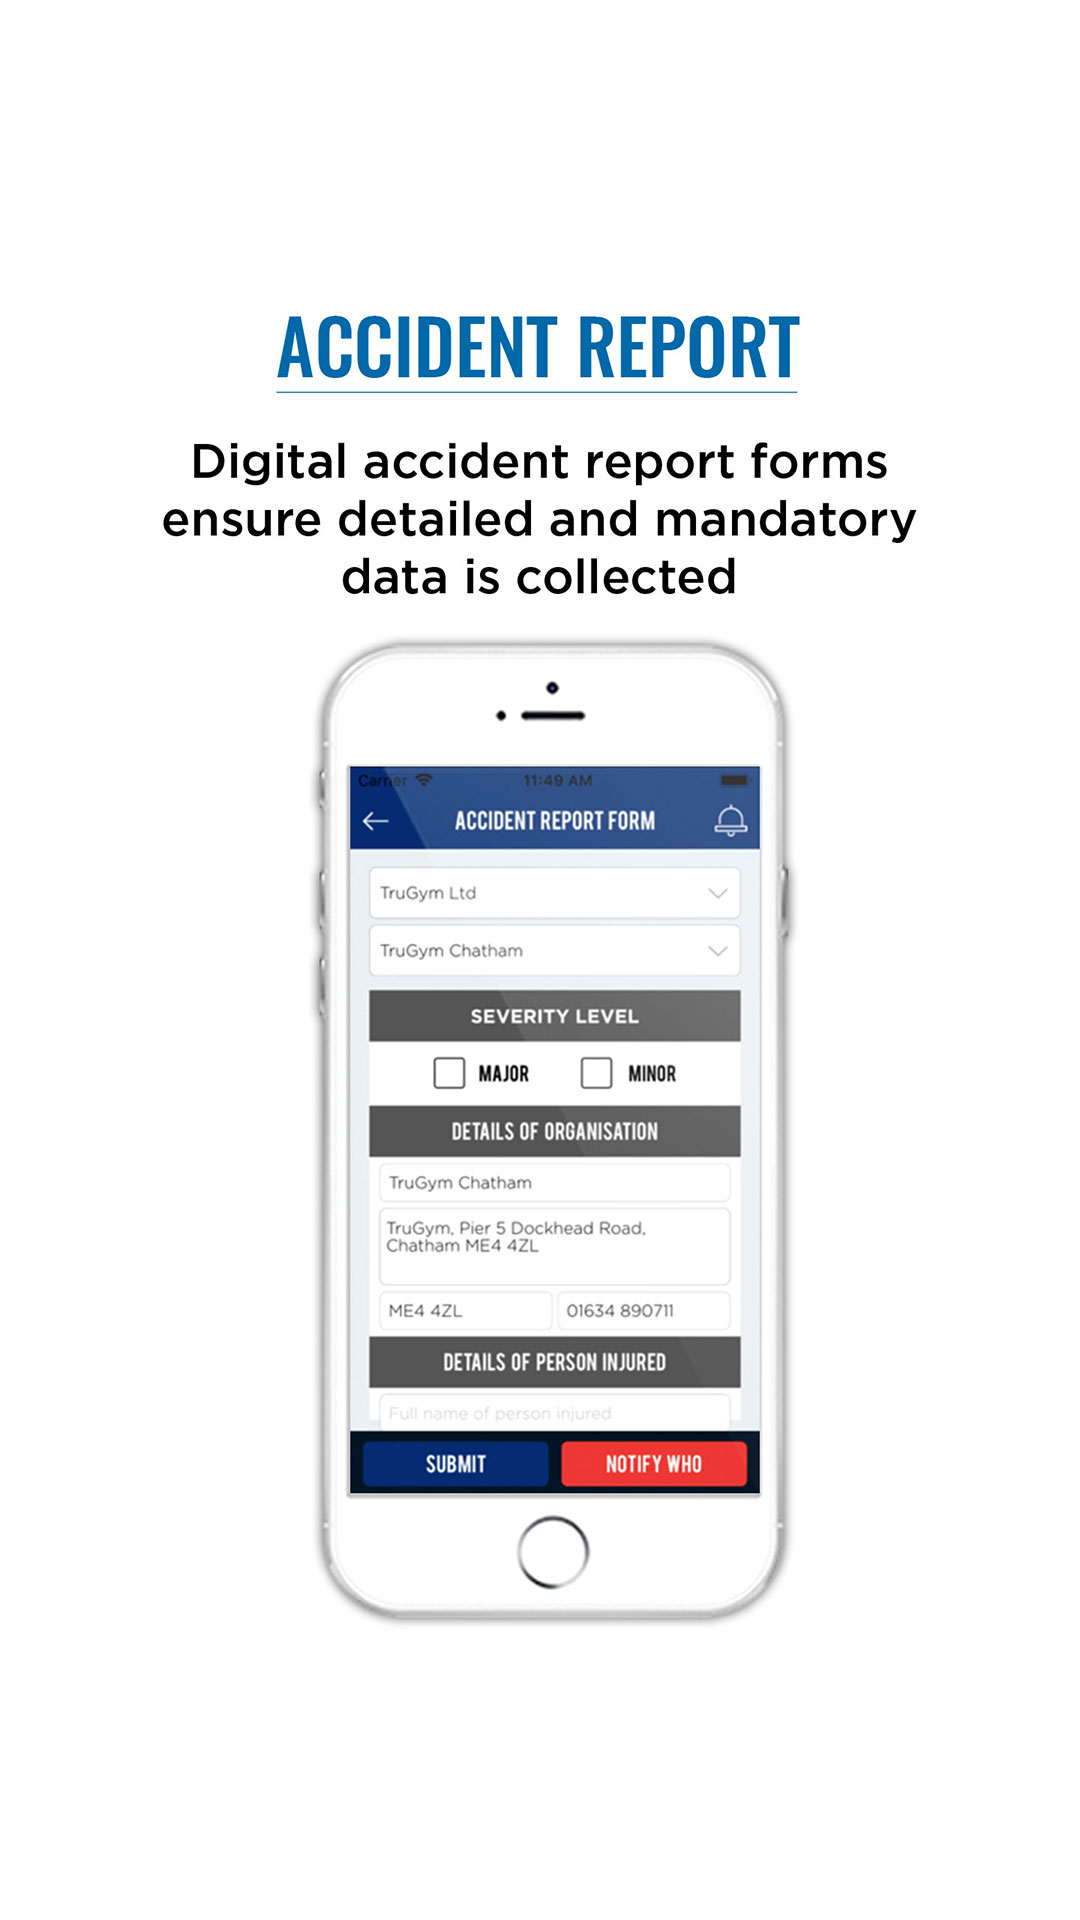 ACCIDENT REPORT
Digital accident report forms
ensure detailed and mandatory
data is collected
Carrier 11:49 AM
ACCIDENT REPORT FORM
TruGym Ltd
TruGym Chatham
SEVERITY LEVEL
MAJOR MINOR
DETAILS OF ORGANISATION
TruGym Chatham
TruGym, Pier 5 Dockhead Road,
Chatham ME4 4ZL
ME4 4ZL 01634 890711
DETAILS OF PERSON INJURED
Full name of person injured
SUBMIT NOTIFY WHO